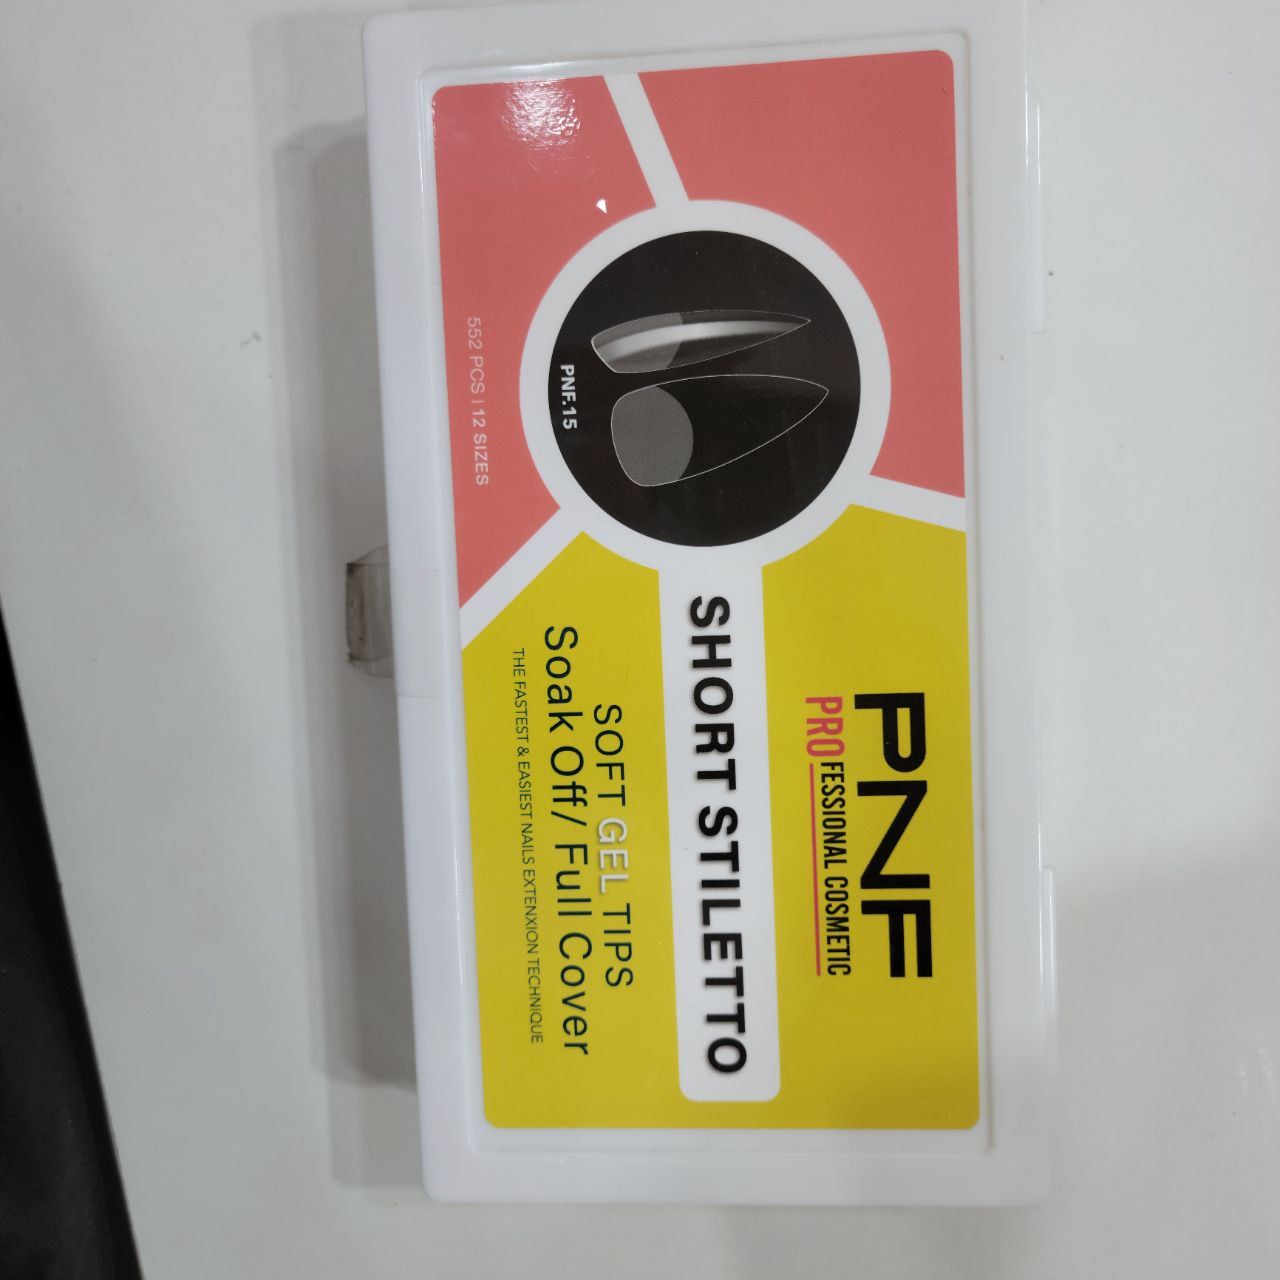 PNF
PROFESSIONAL COSMETIC
SHORT STILETTO
SOFT GEL TIPS
Soak Off/ Full Cover
THE FASTEST & EASIEST NAILS EXTENXION TECHNIQUE
PNF.15
552 PCS | 12 SIZES